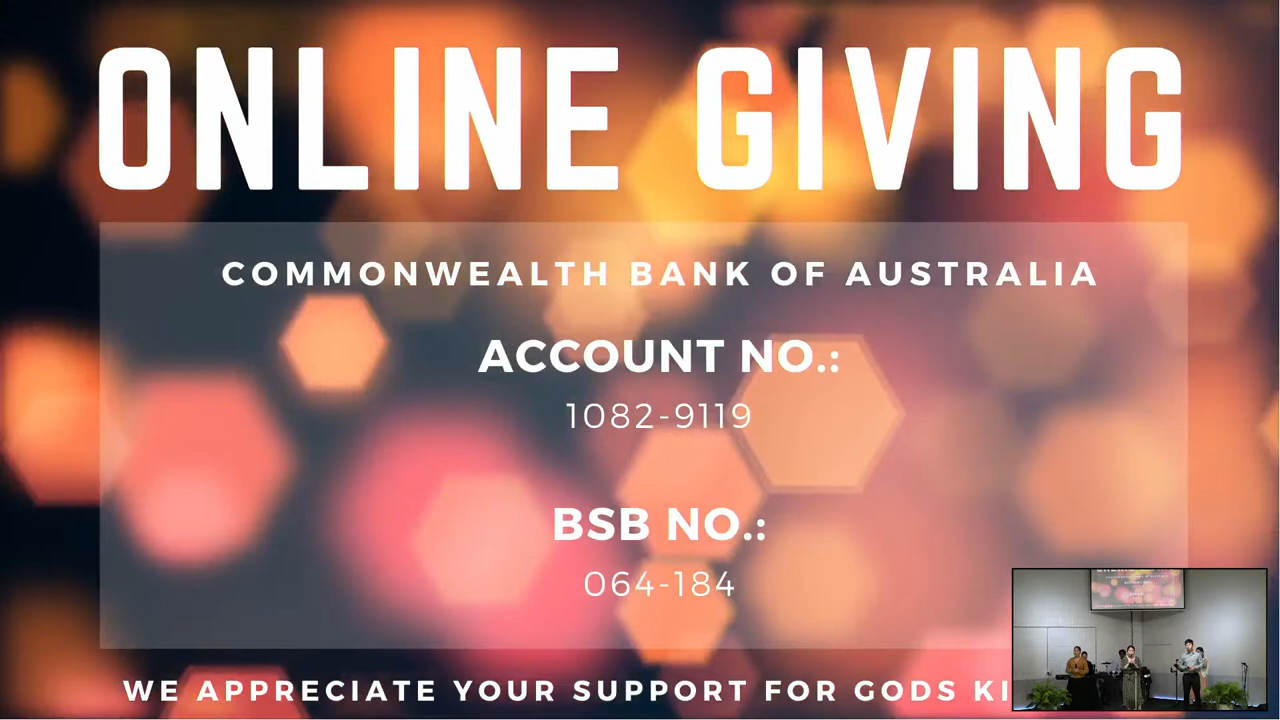 ONLINE GIVING
COMMONWEALTH BANK OF AUSTRALIA
ACCOUNT NO.:
1082-9119
BSB NO.:
064-184
WE APPRECIATE YOUR SUPPORT FOR GODS